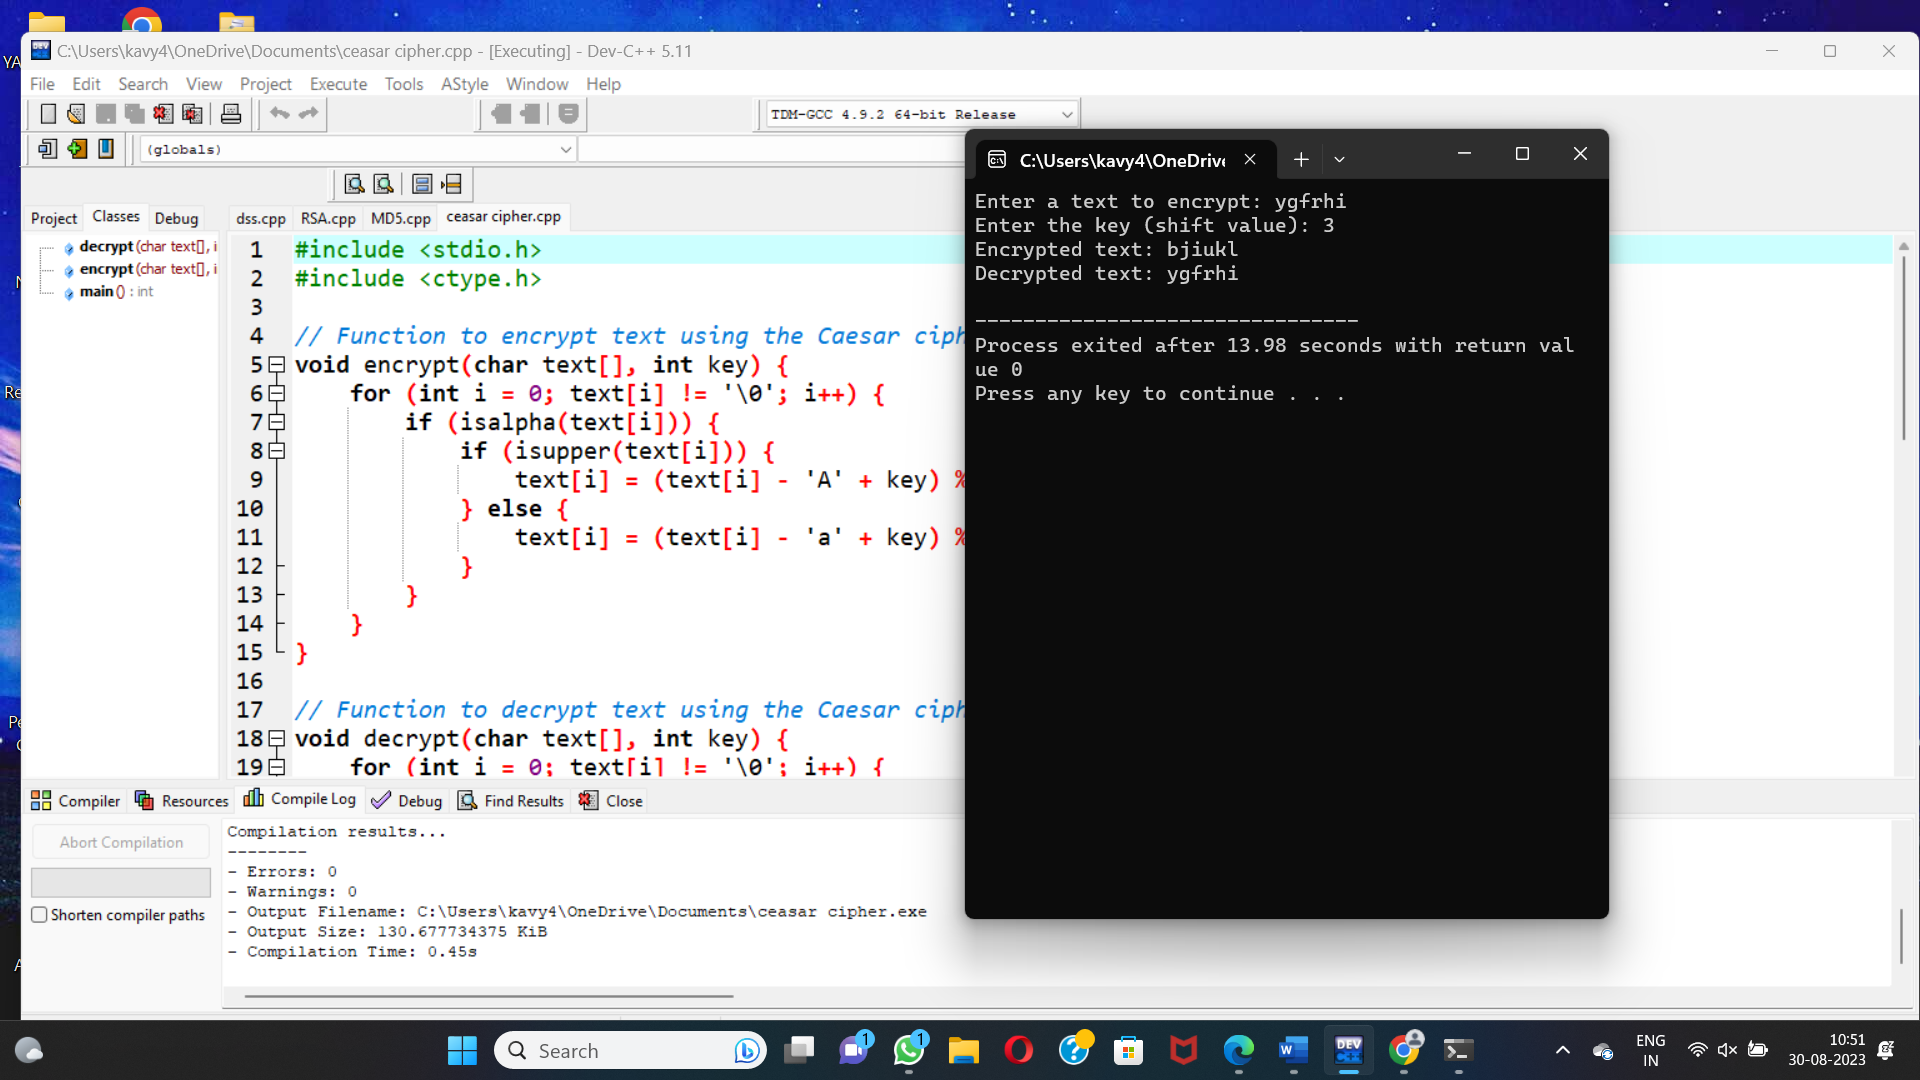 C:\Users\kavy4\OneDrive\Documents\ceasar cipher.cpp - [Executing] - Dev-C++ 5.11
File Edit Search View Project Execute Tools AStyle Window Help
TDM-GCC 4.9.2 64-bit Release
(globals)
Project Classes Debug
decrypt (char text[], i
encrypt (char text[], i
main () : int
dss.cpp RSA.cpp MD5.cpp ceasar cipher.cpp
1 #include <stdio.h>
2 #include <ctype.h>
3
4 // Function to encrypt text using the Caesar ciph
5 void encrypt(char text[], int key) {
6 for (int i = 0; text[i] != '\0'; i++) {
7 if (isalpha(text[i])) {
8 if (isupper(text[i])) {
9 text[i] = (text[i] - 'A' + key) %
10 } else {
11 text[i] = (text[i] - 'a' + key) %
12 }
13 }
14 }
15 }
16
17 // Function to decrypt text using the Caesar ciph
18 void decrypt(char text[], int key) {
19 for (int i = 0; text[i] != '\0'; i++) {
C:\Users\kavy4\OneDrive
Enter a text to encrypt: ygfrhi
Enter the key (shift value): 3
Encrypted text: bjiukl
Decrypted text: ygfrhi
--------------------------------
Process exited after 13.98 seconds with return val
ue 0
Press any key to continue . . .
Compiler Resources Compile Log Debug Find Results Close
Abort Compilation
Shorten compiler paths
Compilation results...
--------
- Errors: 0
- Warnings: 0
- Output Filename: C:\Users\kavy4\OneDrive\Documents\ceasar cipher.exe
- Output Size: 130.677734375 KiB
- Compilation Time: 0.45s
YA
Re
Search
1
1
DEV
C++
ENG
IN
10:51
30-08-2023